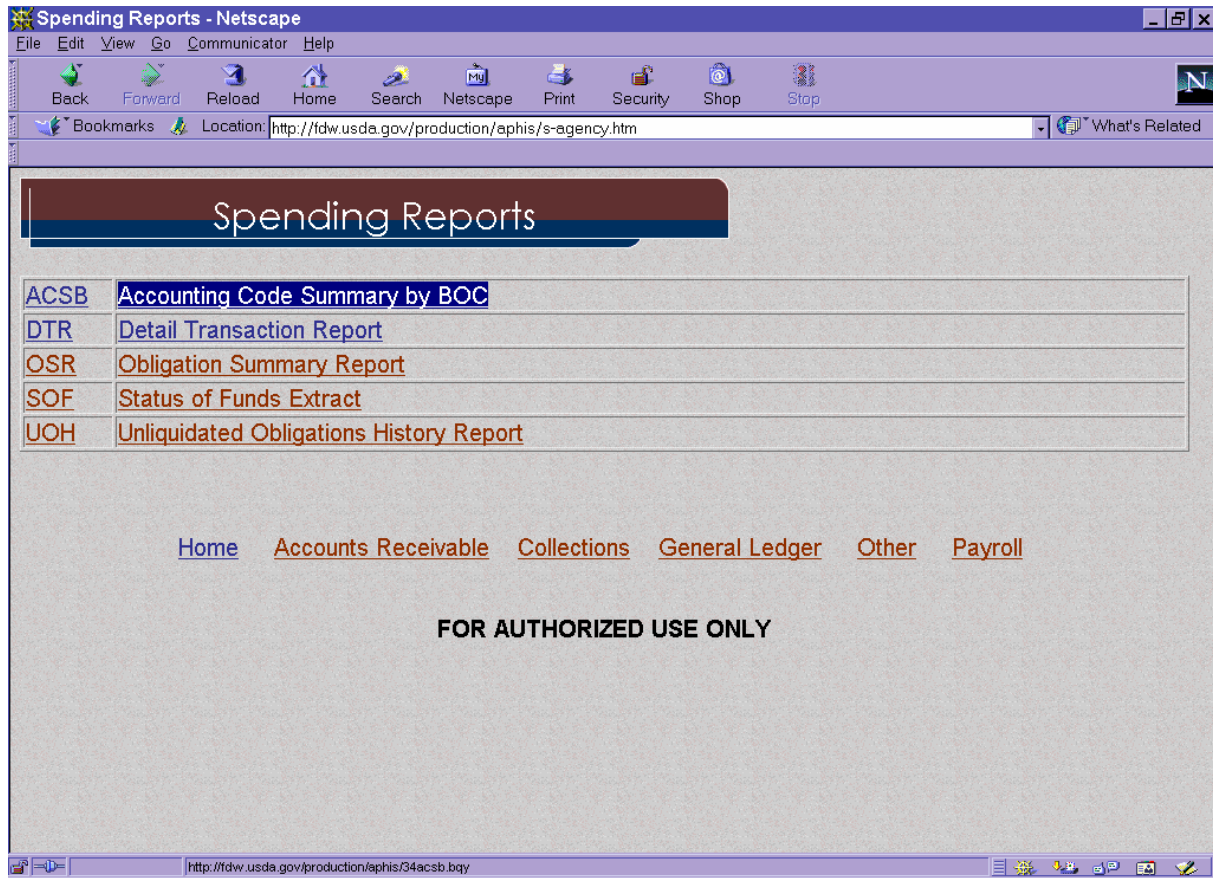 Spending Reports - Netscape
File Edit View Go Communicator Help
Back Forward Reload Home Search Netscape Print Security Shop Stop
My
N
Bookmarks Location: http://fdw.usda.gov/production/aphis/s-agency.htm What's Related
Spending Reports
ACSB Accounting Code Summary by BOC
DTR Detail Transaction Report
OSR Obligation Summary Report
SOF Status of Funds Extract
UOH Unliquidated Obligations History Report
Home Accounts Receivable Collections General Ledger Other Payroll
FOR AUTHORIZED USE ONLY
http://fdw.usda.gov/production/aphis/34acsb.bqy